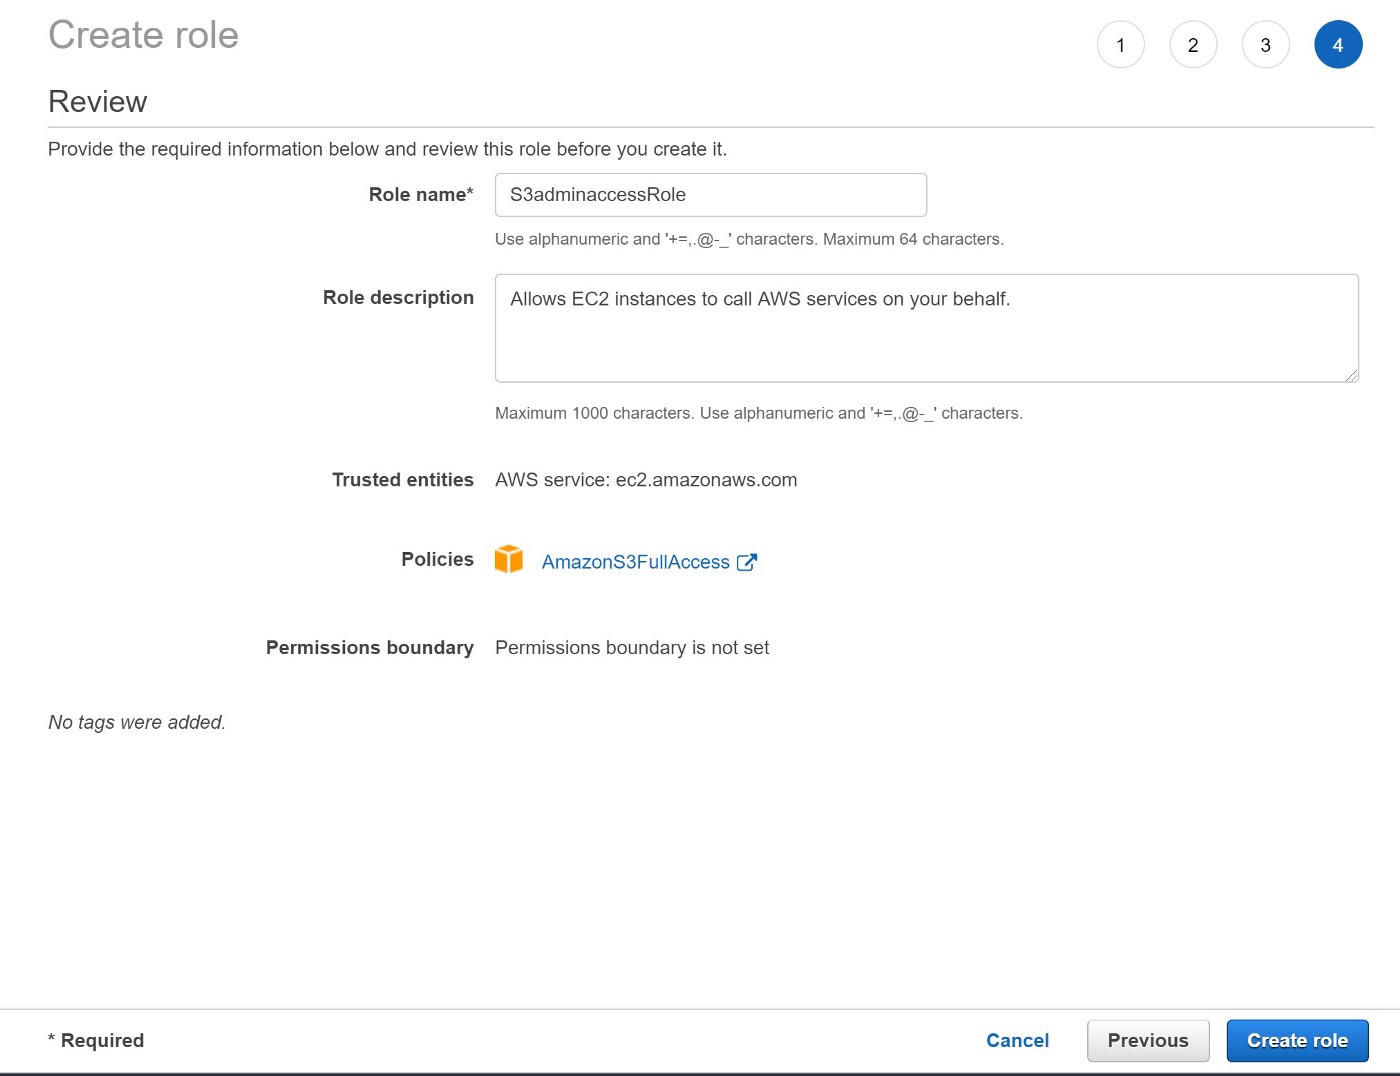 Create role
1 2 3 4
Review
Provide the required information below and review this role before you create it.
Role name* S3adminaccessRole
Use alphanumeric and '+=,.@-_' characters. Maximum 64 characters.
Role description Allows EC2 instances to call AWS services on your behalf.
Maximum 1000 characters. Use alphanumeric and '+=,.@-_' characters.
Trusted entities AWS service: ec2.amazonaws.com
Policies AmazonS3FullAccess
Permissions boundary Permissions boundary is not set
No tags were added.
* Required Cancel Previous Create role